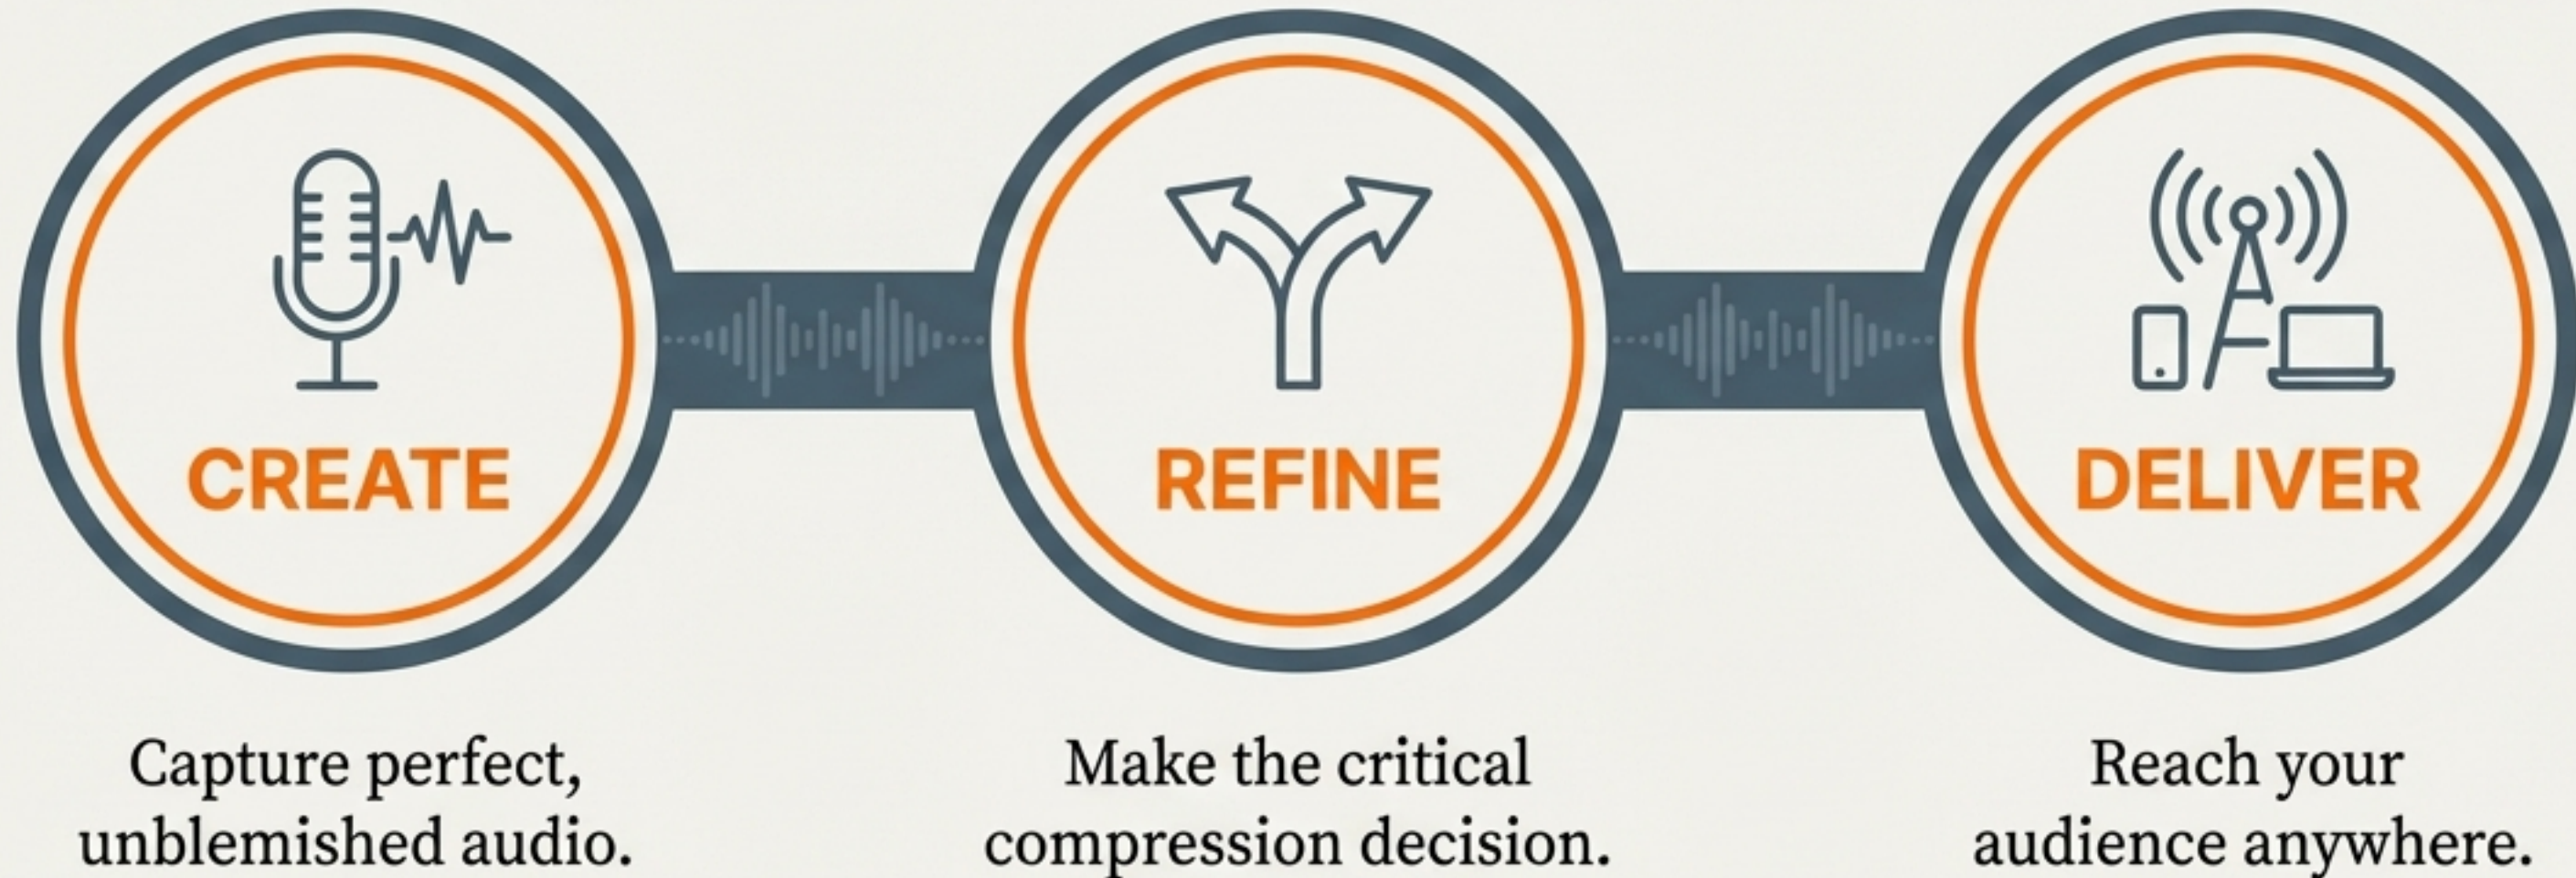 CREATE
Capture perfect,
unblemished audio.
REFINE
Make the critical
compression decision.
DELIVER
Reach your
audience anywhere.